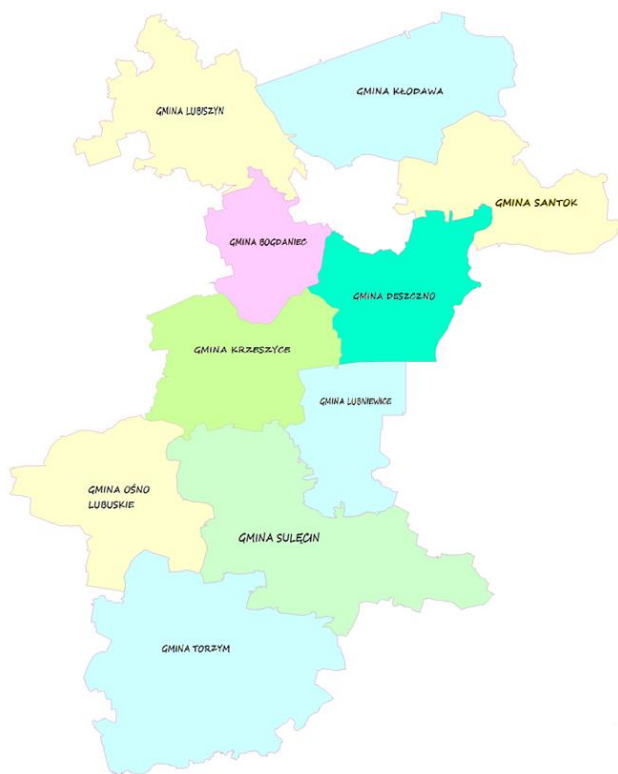 GMINA LUBISZYN
GMINA KŁODAWA
GMINA SANTOK
GMINA BOGDANIEC
GMINA DESZCZNO
GMINA KRZESZYCE
GMINA LUBNIEWICE
GMINA OŚNO
LUBUSKIE
GMINA SULĘCIN
GMINA TORZYM